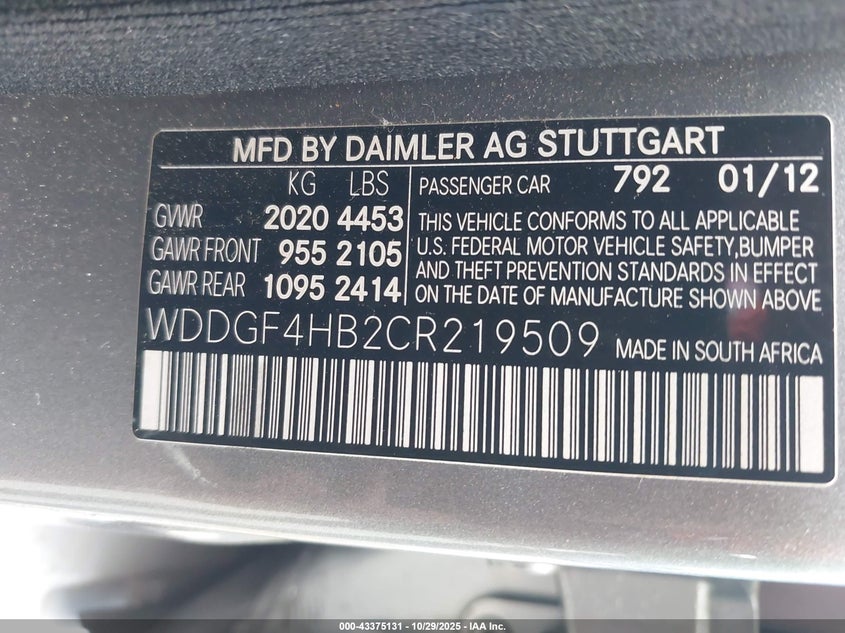 MFD BY DAIMLER AG STUTTGART
KG LBS
GVWR 2020 4453
GAWR FRONT 955 2105
GAWR REAR 1095 2414
PASSENGER CAR 792 01/12
THIS VEHICLE CONFORMS TO ALL APPLICABLE
U.S. FEDERAL MOTOR VEHICLE SAFETY,BUMPER
AND THEFT PREVENTION STANDARDS IN EFFECT
ON THE DATE OF MANUFACTURE SHOWN ABOVE
WDDGF4HB2CR219509 MADE IN SOUTH AFRICA
000-43375131 - 10/29/2025 - IAA Inc.